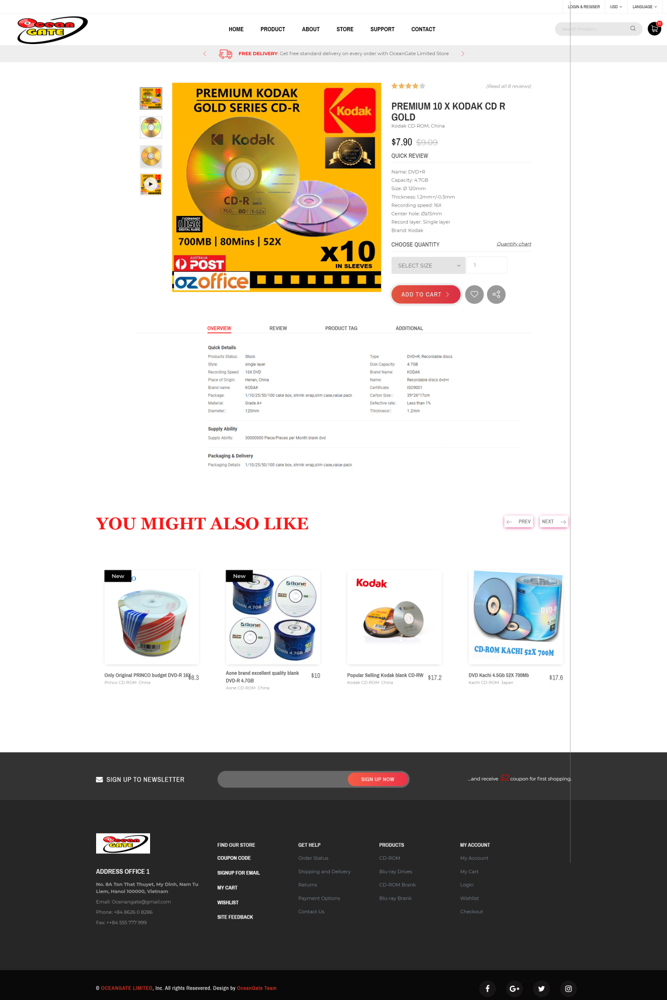 LOGIN & REGISER USD LANGUAGE
Ocean
GATE
HOME PRODUCT ABOUT STORE SUPPORT CONTACT
Search Product...
10
FREE DELIVERY: Get free standard delivery on every order with OceanGate Limited Store
PREMIUM KODAK
GOLD SERIES CD-R
Kodak
Kodak
Genuine
QUALITY
CD-R
700 80 1-52x
COMPACT
disc
DIGITAL AUDIO
700MB | 80Mins | 52X
x10
IN SLEEVES
AUSTRALIA
POST
ozoffice
(Read all 8 reviews)
PREMIUM 10 X KODAK CD R
GOLD
Kodak CD-ROM, China
$7.90 $9.09
QUICK REVIEW
Name: DVD+R
Capacity: 4.7GB
Size: Ø 120mm
Thickness: 1.2mm+/-0.3mm
Recording speed: 16X
Center hole: Ø≥15mm
Record layer: Single layer
Brand: Kodak
CHOOSE QUANTITY Quantity chart
SELECT SIZE 1
ADD TO CART
OVERVIEW REVIEW PRODUCT TAG ADDITIONAL
Quick Details
Products Status: Stock Type: DVD+R, Recordable discs
Style: single layer Disk Capacity: 4.7GB
Recording Speed: 16X DVD Brand Name: KODAK
Place of Origin: Henan, China Name: Recordable discs dvd+r
Brand name: KODAK Certificate: ISO9001
Package: 1/10/25/50/100 cake box, shrink wrap,slim case,value pack Carton Size:: 39*26*17cm
Material: Grade A+ Defective rate:: Less than 1%
Diameter:: 120mm Thicknessr:: 1.2mm
Supply Ability
Supply Ability: 30000000 Piece/Pieces per Month blank dvd
Packaging & Delivery
Packaging Details 1/10/25/50/100 cake box, shrink wrap,slim case,value pack
YOU MIGHT ALSO LIKE
PREV NEXT
New O
New
Aone
16X
4.7GB
Aone
16X
4.7GB
Kodak
Kodak
KACHI
DVD-R
CD-ROM KACHI 52X 700M
Only Original PRINCO budget DVD-R 16X $8.3
Princo CD-ROM China
Aone brand excellent quality blank
DVD-R 4.7GB
$10
Aone CD-ROM China
Popular Selling Kodak blank CD-RW $17.2
Kodak CD-ROM China
DVD Kachi 4.5Gb 52X 700Mb $17.6
Kachi CD-ROM Japan
SIGN UP TO NEWSLETTER SIGN UP NOW ...and receive $2 coupon for first shopping.
Ocean
GATE
ADDRESS OFFICE 1
No. 8A Ton That Thuyet, My Dinh, Nam Tu
Liem, Hanoi 100000, Vietnam
Email: Ocenangate@gmail.com
Phone: +84 8626 0 8286
Fax: ++84 555 777 999
FIND OUR STORE
COUPON CODE
SIGNUP FOR EMAIL
MY CART
WISHLIST
SITE FEEDBACK
GET HELP
Order Status
Shipping and Delivery
Returns
Payment Options
Contact Us
PRODUCTS
CD-ROM
Blu-ray Drives
CD-ROM Brank
Blu-ray Brank
MY ACCOUNT
My Account
My Cart
Login
Wishlist
Checkout
© OCEANGATE LIMITED, Inc. All rights Resevered. Design by OceanGate Team